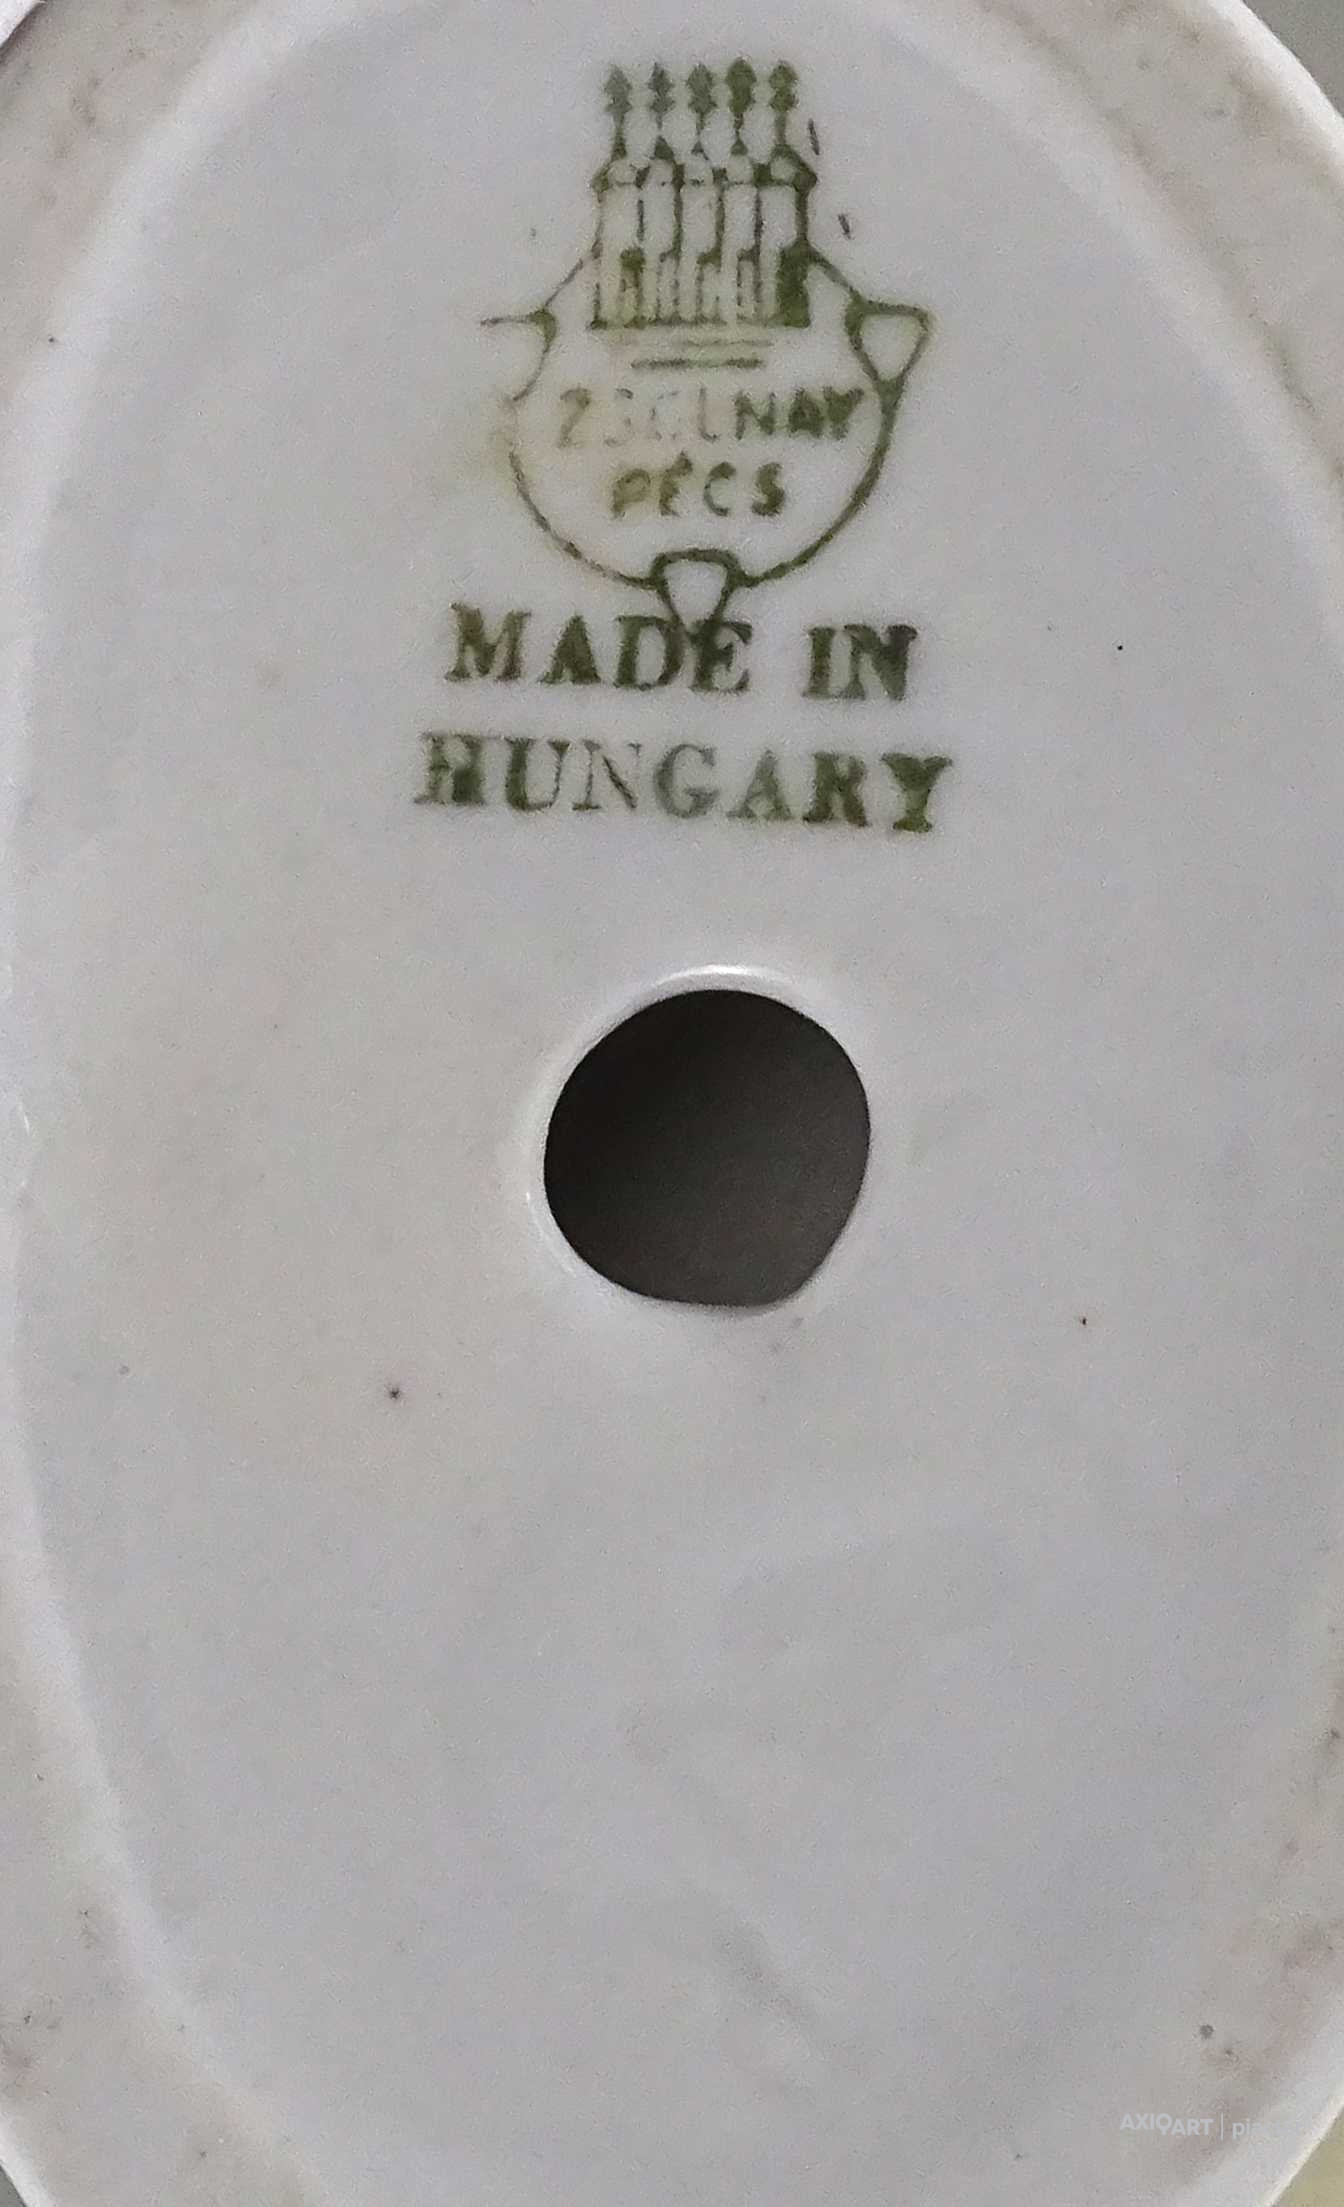 ZSOLNAY
PÉCS
MADE IN
HUNGARY
AXIOART |